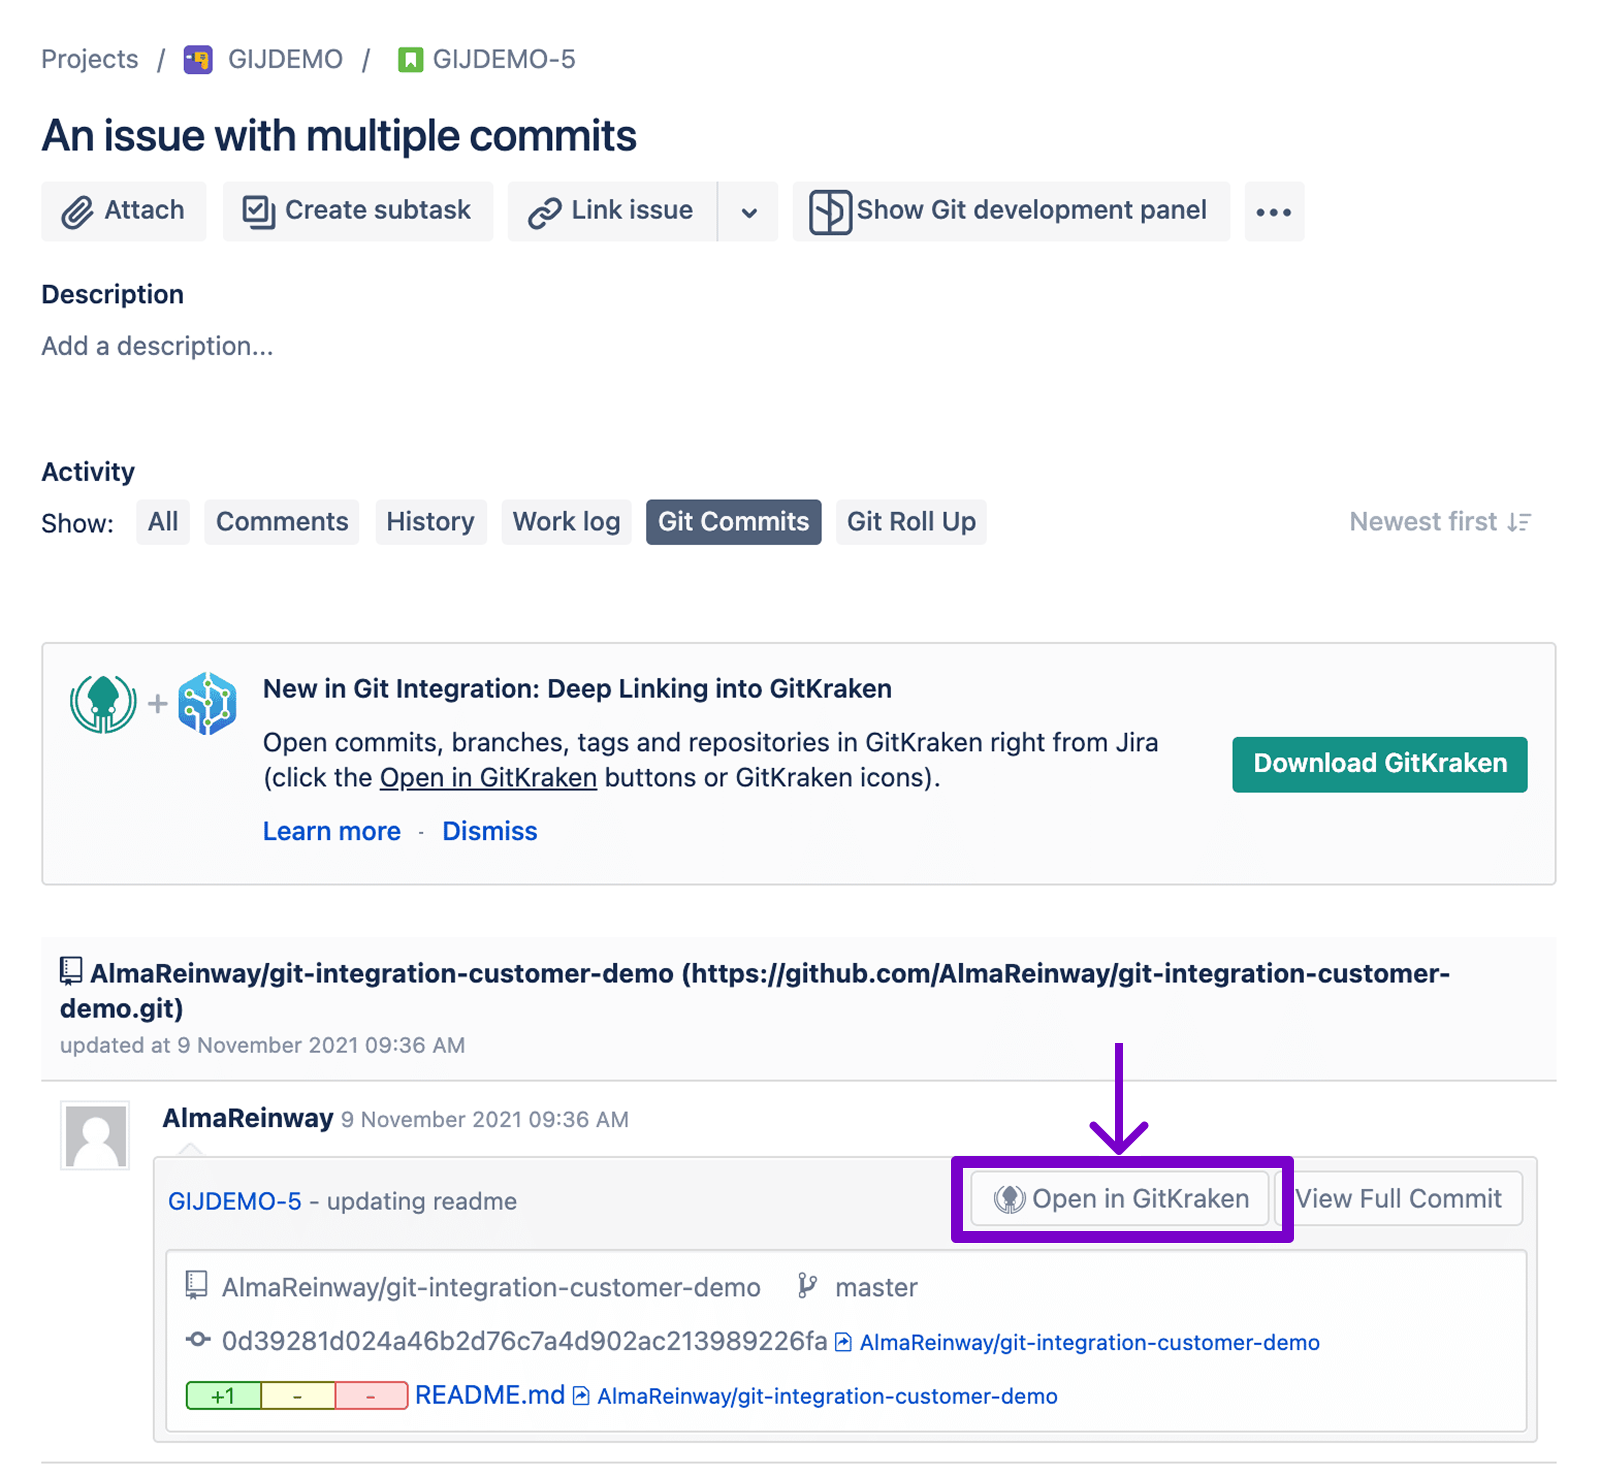 Projects / GIJDEMO / GIJDEMO-5
An issue with multiple commits
Attach Create subtask Link issue Show Git development panel
Description
Add a description...
Activity
Show: All Comments History Work log Git Commits Git Roll Up Newest first
New in Git Integration: Deep Linking into GitKraken
Open commits, branches, tags and repositories in GitKraken right from Jira
(click the Open in GitKraken buttons or GitKraken icons).
Download GitKraken
Learn more - Dismiss
AlmaReinway/git-integration-customer-demo (https://github.com/AlmaReinway/git-integration-customer-
demo.git)
updated at 9 November 2021 09:36 AM
AlmaReinway 9 November 2021 09:36 AM
GIJDEMO-5 - updating readme Open in GitKraken View Full Commit
AlmaReinway/git-integration-customer-demo master
0d39281d024a46b2d76c7a4d902ac213989226fa AlmaReinway/git-integration-customer-demo
+1 - - README.md AlmaReinway/git-integration-customer-demo